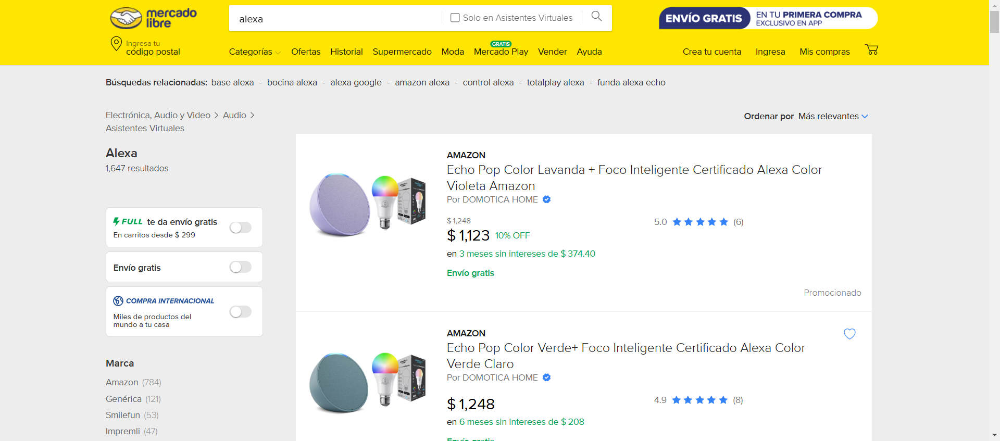 mercado
libre
alexa
Solo en Asistentes Virtuales
ENVÍO GRATIS
EN TU PRIMERA COMPRA
EXCLUSIVO EN APP
Ingresa tu
código postal
Categorías
Ofertas
Historial
Supermercado
Moda
GRATIS
Mercado Play
Vender
Ayuda
Crea tu cuenta
Ingresa
Mis compras
Búsquedas relacionadas: base alexa - bocina alexa - alexa google - amazon alexa - control alexa - totalplay alexa - funda alexa echo
Electrónica, Audio y Video > Audio >
Asistentes Virtuales
Ordenar por Más relevantes
Alexa
1,647 resultados
FULL te da envío gratis
En carritos desde $ 299
Envío gratis
COMPRA INTERNACIONAL
Miles de productos del
mundo a tu casa
Marca
Amazon (784)
Genérica (121)
Smilefun (53)
Impremli (47)
AMAZON
Echo Pop Color Lavanda + Foco Inteligente Certificado Alexa Color
Violeta Amazon
Por DOMOTICA HOME
$ 1,248
$ 1,123 10% OFF
5.0 (6)
en 3 meses sin intereses de $ 374.40
Envío gratis
Promocionado
AMAZON
Echo Pop Color Verde+ Foco Inteligente Certificado Alexa Color
Verde Claro
Por DOMOTICA HOME
$ 1,248
4.9 (8)
en 6 meses sin intereses de $ 208
Envío gratis